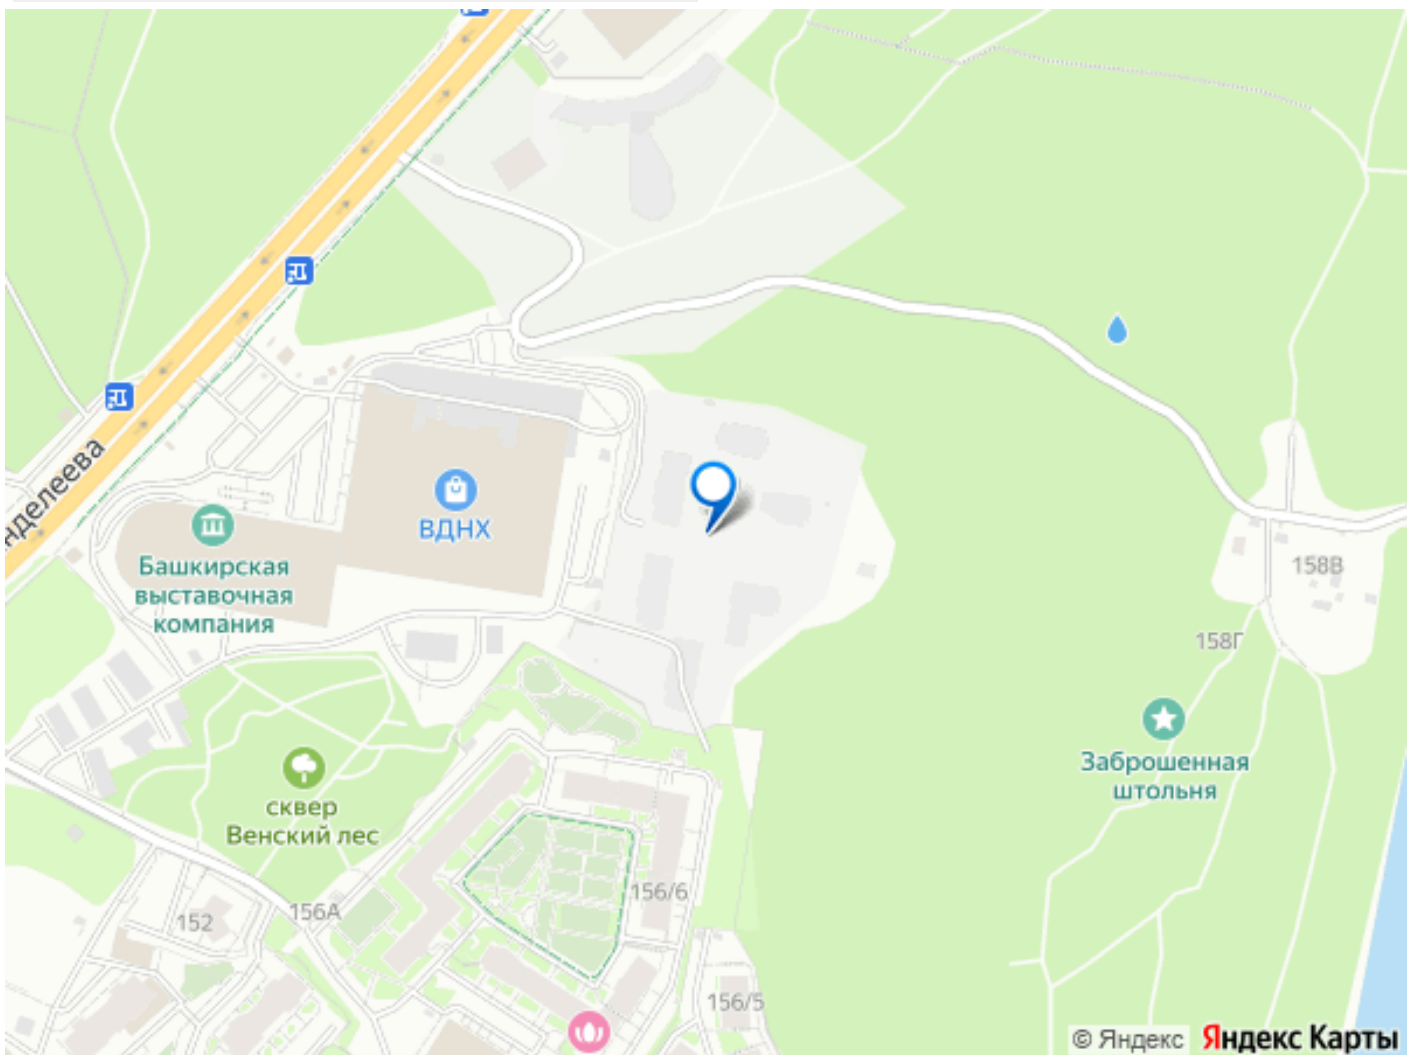 нделеева
ВДНХ
Башкирская
выставочная
компания
158В
158Г
Заброшенная
штольня
сквер
Венский лес
156/6
156А
152
156/5
© Яндекс Яндекс Карты